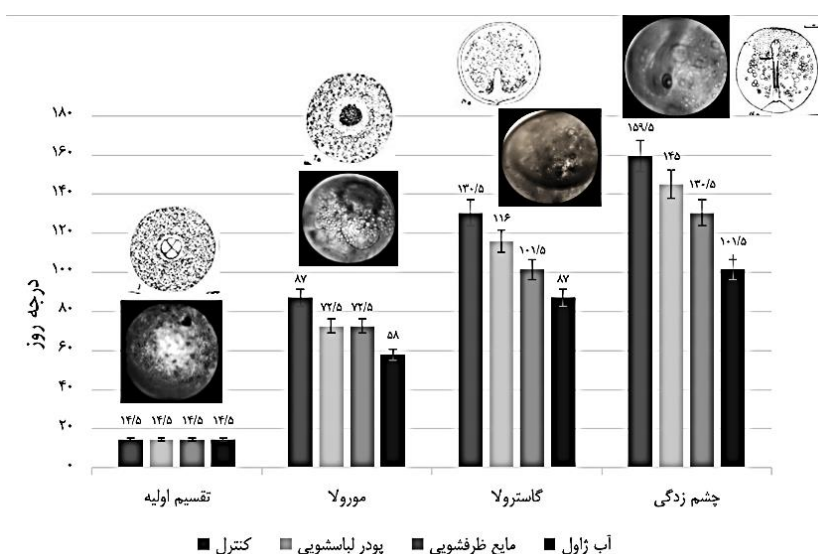 ۱۸۰
۱۶۰
۱۴۰
۱۲۰
۱۰۰
۸۰
۶۰
۴۰
۲۰
۰
درجه روز
۱۴/۵ ۱۴/۵ ۱۴/۵ ۱۴/۵
۸۷ ۷۲/۵ ۷۲/۵ ۵۸
۱۳۰/۵ ۱۱۶ ۱۰۱/۵ ۸۷
۱۵۹/۵ ۱۴۵ ۱۳۰/۵ ۱۰۱/۵
تقسیم اولیه مورولا گاسترولا چشم زدگی
کنترل پودر لباسشویی مایع ظرفشویی آب ژاول